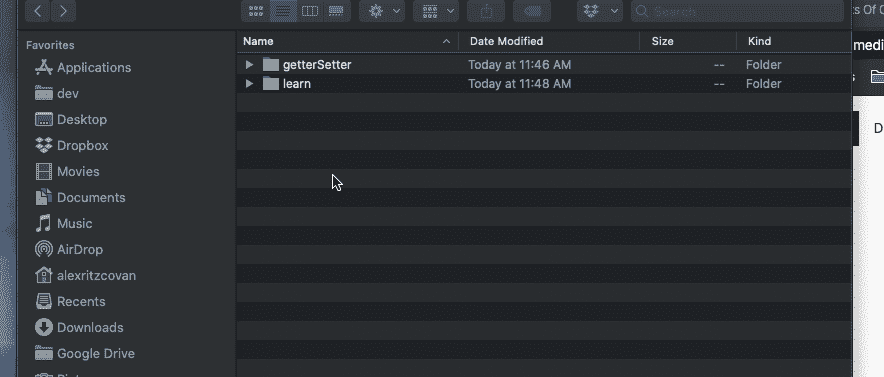 Search
ts Of C
Favorites
Name Date Modified Size Kind
medi
Applications
getterSetter Today at 11:46 AM -- Folder
dev
learn Today at 11:48 AM -- Folder
s
Desktop
D
Dropbox
Movies
Documents
Music
AirDrop
alexritzcovan
Recents
Downloads
Google Drive